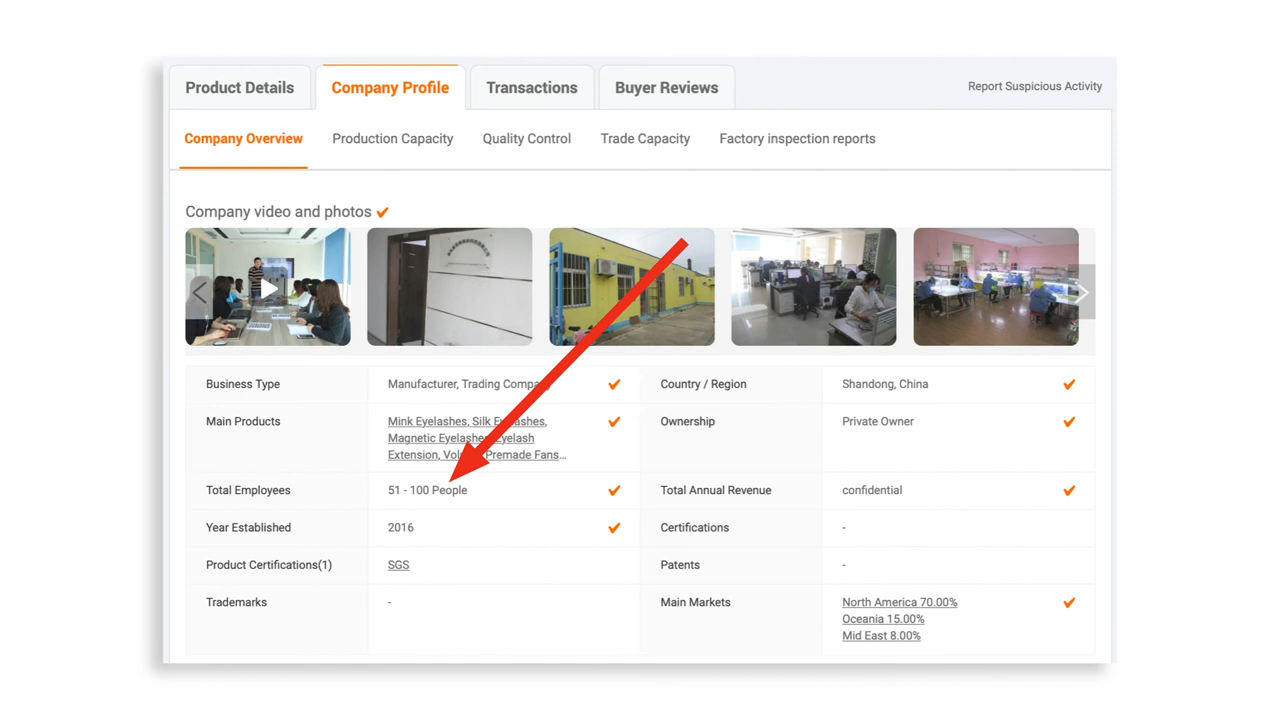 Product Details
Company Profile
Transactions
Buyer Reviews
Report Suspicious Activity
Company Overview
Production Capacity
Quality Control
Trade Capacity
Factory inspection reports
Company video and photos
Business Type
Manufacturer, Trading Company
Country / Region
Shandong, China
Main Products
Mink Eyelashes, Silk Eyelashes,
Magnetic Eyelashes, Eyelash
Extension, Premade Fans...
Ownership
Private Owner
Total Employees
51 - 100 People
Total Annual Revenue
confidential
Year Established
2016
Certifications
-
Product Certifications(1)
SGS
Patents
-
Trademarks
-
Main Markets
North America 70.00%
Oceania 15.00%
Mid East 8.00%